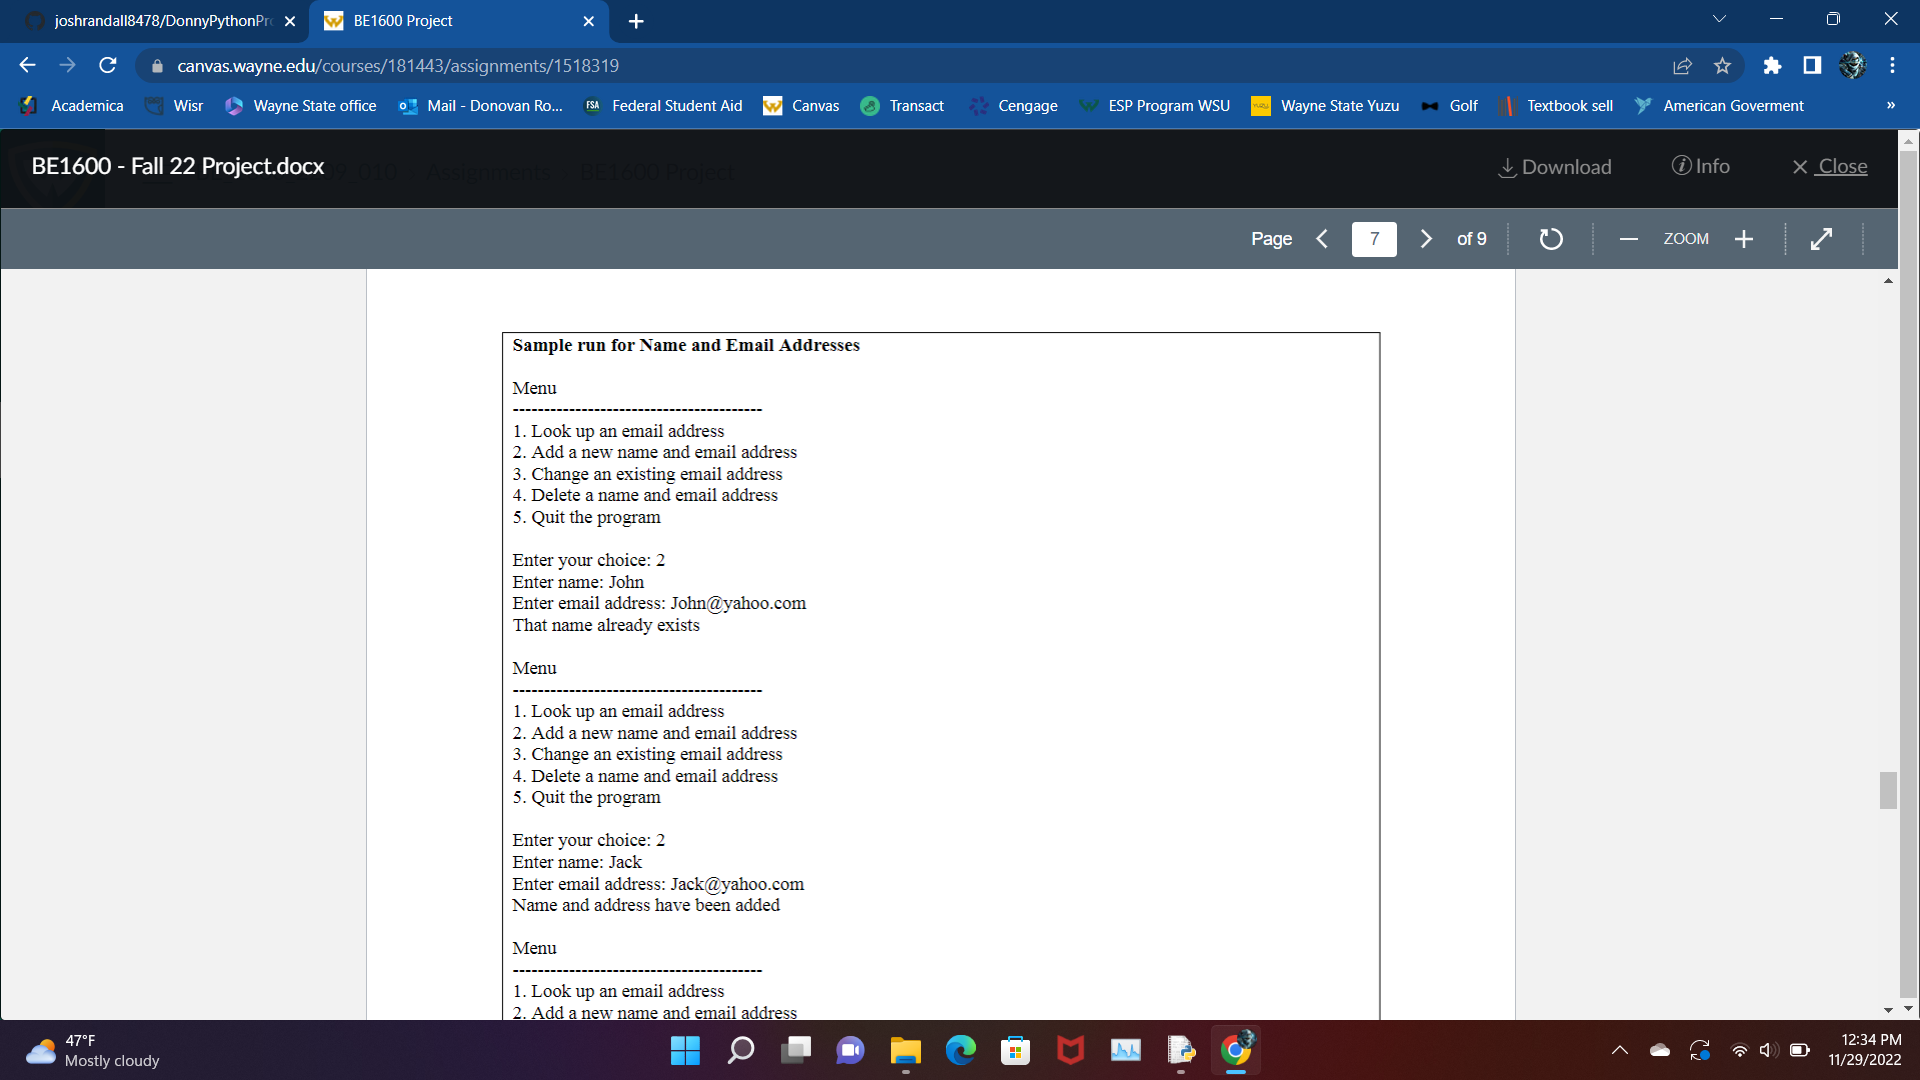 joshrandall8478/DonnyPythonPr
BE1600 Project
canvas.wayne.edu/courses/181443/assignments/1518319
Academica
Wisr
Wayne State office
Mail - Donovan Ro...
FSA
Federal Student Aid
Canvas
Transact
Cengage
ESP Program WSU
Wayne State Yuzu
Golf
Textbook sell
American Goverment
»
BE1600 - Fall 22 Project.docx
010
Assignments
BE1600 Project
Download
Info
Close
Page
7
of 9
ZOOM
Sample run for Name and Email Addresses
Menu
----------------------------------------
1. Look up an email address
2. Add a new name and email address
3. Change an existing email address
4. Delete a name and email address
5. Quit the program
Enter your choice: 2
Enter name: John
Enter email address: John@yahoo.com
That name already exists
Menu
----------------------------------------
1. Look up an email address
2. Add a new name and email address
3. Change an existing email address
4. Delete a name and email address
5. Quit the program
Enter your choice: 2
Enter name: Jack
Enter email address: Jack@yahoo.com
Name and address have been added
Menu
----------------------------------------
1. Look up an email address
2. Add a new name and email address
47°F
Mostly cloudy
12:34 PM
11/29/2022